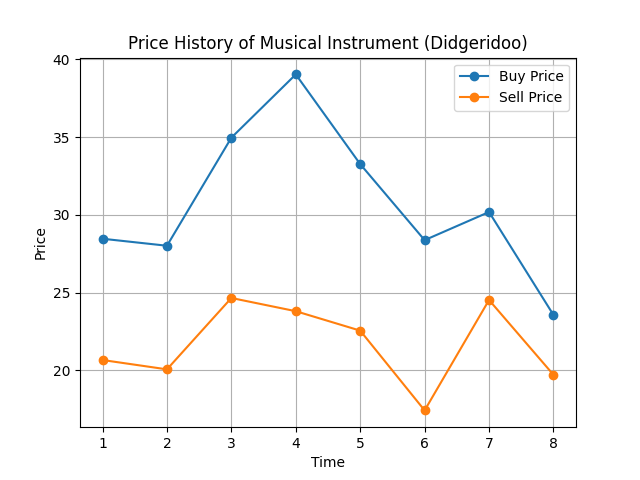 Price History of Musical Instrument (Didgeridoo)
Buy Price
Sell Price
Price
40
35
30
25
20
1 2 3 4 5 6 7 8
Time